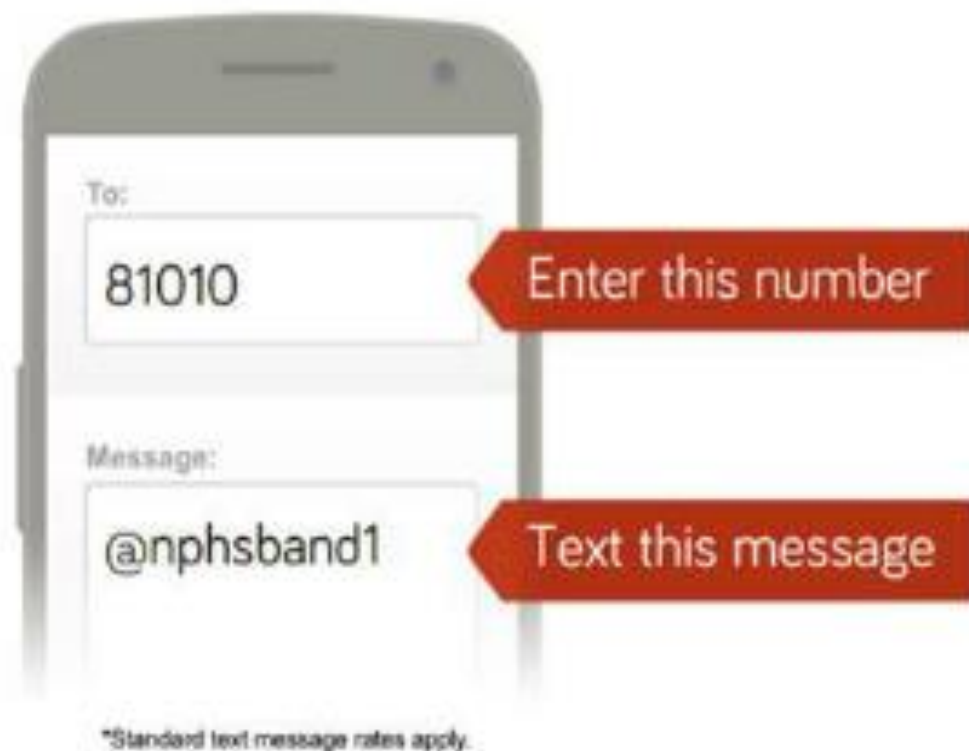 To:
81010
Enter this number
Message:
@nphsband1
Text this message
*Standard text message rates apply.